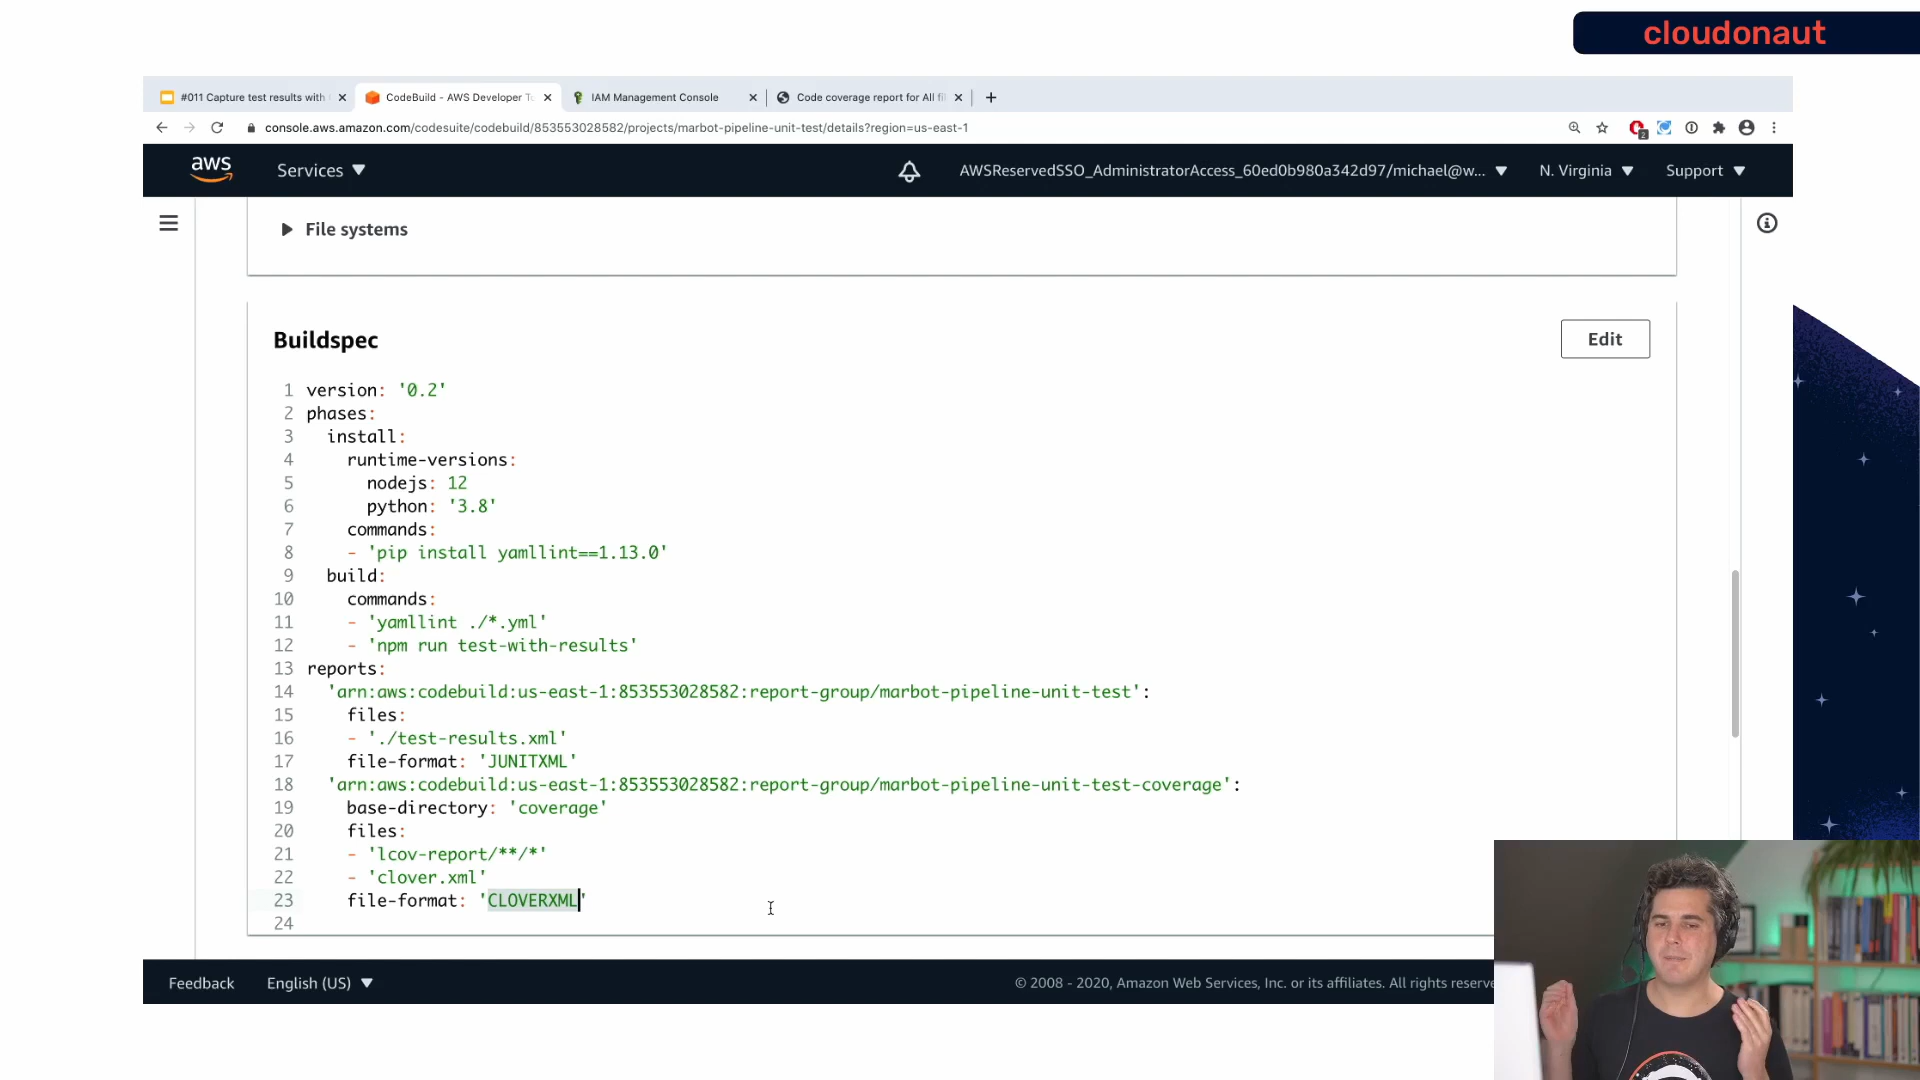 cloudonaut
#011 Capture test results with
CodeBuild - AWS Developer To
IAM Management Console
Code coverage report for All fil
console.aws.amazon.com/codesuite/codebuild/853553028582/projects/marbot-pipeline-unit-test/details?region=us-east-1
2
aws
Services
AWSReservedSSO_AdministratorAccess_60ed0b980a342d97/michael@w...
N. Virginia
Support
File systems
Buildspec
Edit
1 version: '0.2'
2 phases:
3 install:
4 runtime-versions:
5 nodejs: 12
6 python: '3.8'
7 commands:
8 - 'pip install yamllint==1.13.0'
9 build:
10 commands:
11 - 'yamllint ./*.yml'
12 - 'npm run test-with-results'
13 reports:
14 'arn:aws:codebuild:us-east-1:853553028582:report-group/marbot-pipeline-unit-test':
15 files:
16 - './test-results.xml'
17 file-format: 'JUNITXML'
18 'arn:aws:codebuild:us-east-1:853553028582:report-group/marbot-pipeline-unit-test-coverage':
19 base-directory: 'coverage'
20 files:
21 - 'lcov-report/**/*'
22 - 'clover.xml'
23 file-format: 'CLOVERXML'
24
Feedback
English (US)
© 2008 - 2020, Amazon Web Services, Inc. or its affiliates. All rights reserve